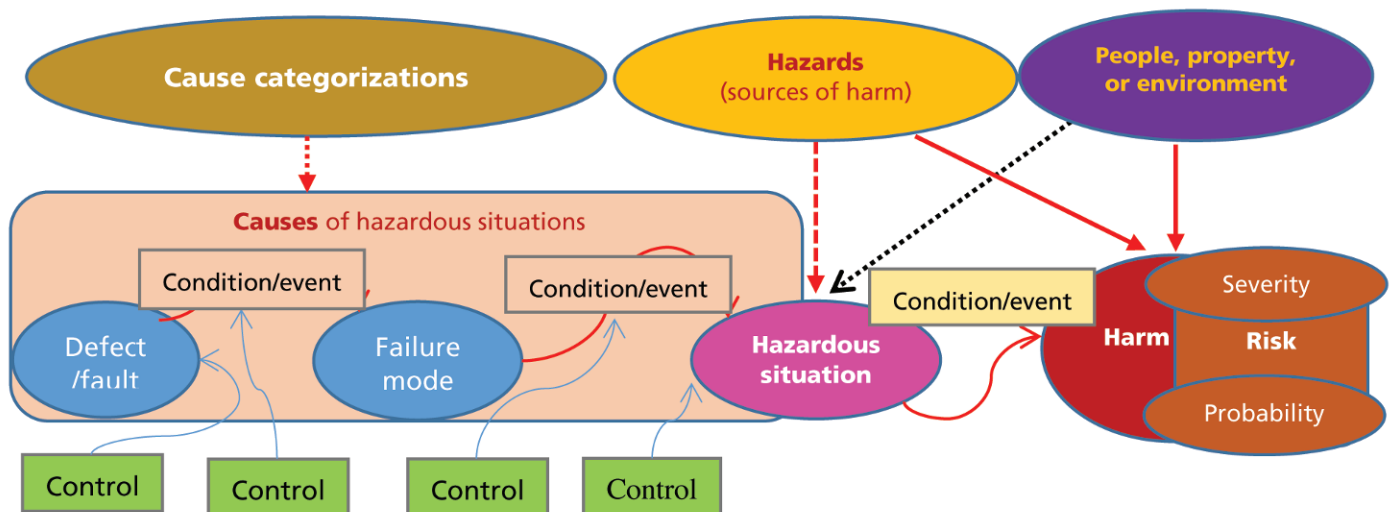 Cause categorizations
Hazards
(sources of harm)
People, property,
or environment
Causes of hazardous situations
Condition/event
Condition/event
Condition/event
Defect
/fault
Failure
mode
Hazardous
situation
Harm
Severity
Risk
Probability
Control
Control
Control
Control